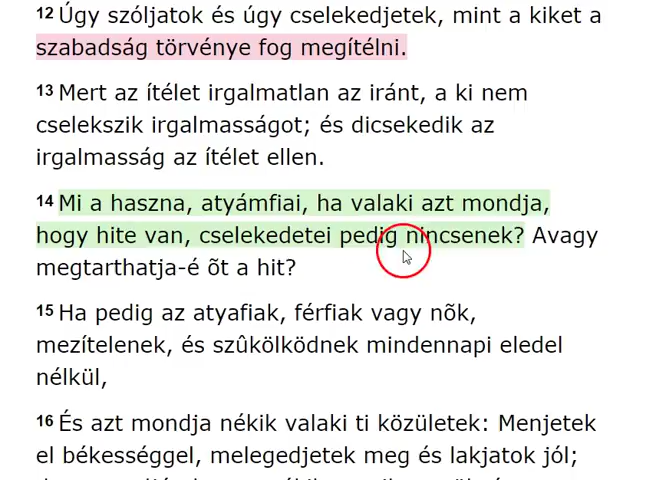 12 Úgy szóljatok és úgy cselekedjetek, mint a kiket a
szabadság törvénye fog megítélni.
13 Mert az ítélet irgalmatlan az iránt, a ki nem
cselekszik irgalmasságot; és dicsekedik az
irgalmasság az ítélet ellen.
14 Mi a haszna, atyámfiai, ha valaki azt mondja,
hogy hite van, cselekedetei pedig nincsenek? Avagy
megtarthatja-é õt a hit?
15 Ha pedig az atyafiak, férfiak vagy nõk,
mezítelenek, és szûkölködnek mindennapi eledel
nélkül,
16 És azt mondja nékik valaki ti közületek: Menjetek
el békességgel, melegedjetek meg és lakjatok jól;